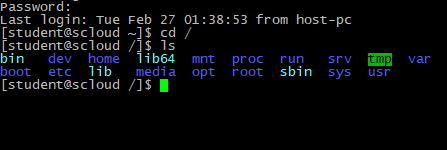 Password:
Last login: Tue Feb 27 01:38:53 from host-pc
[student@scloud ~]$ cd /
[student@scloud /]$ ls
bin   dev  home  lib64  mnt  proc  run   srv  tmp  var
boot  etc  lib   media  opt  root  sbin  sys  usr
[student@scloud /]$